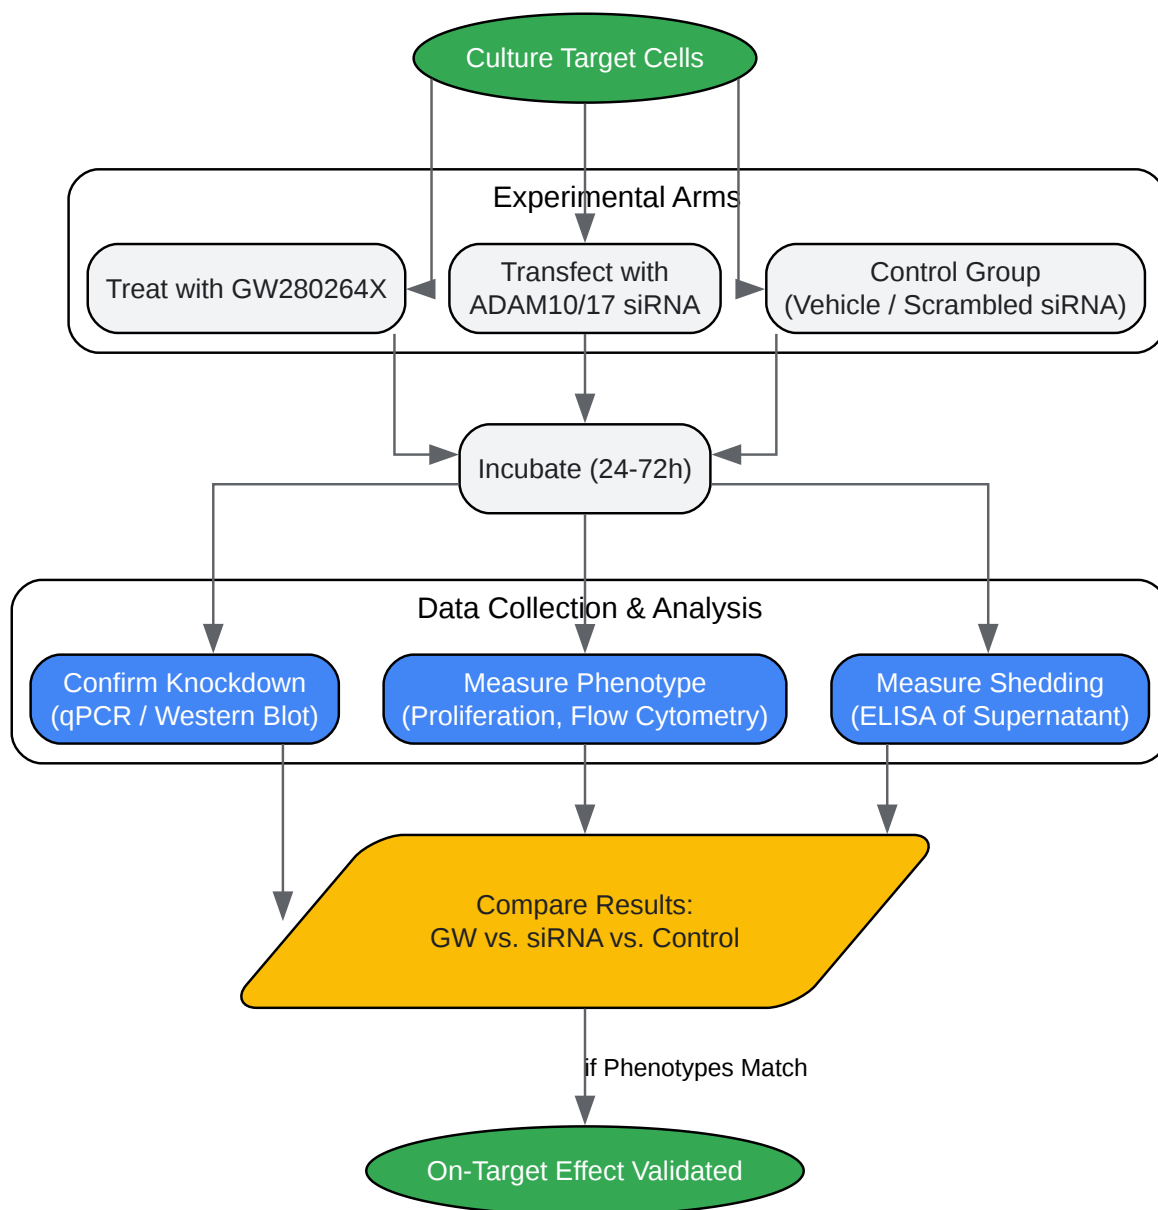 Culture Target Cells
Experimental Arms
Treat with GW280264X
Transfect with
ADAM10/17 siRNA
Control Group
(Vehicle / Scrambled siRNA)
Incubate (24-72h)
Data Collection & Analysis
Confirm Knockdown
(qPCR / Western Blot)
Measure Phenotype
(Proliferation, Flow Cytometry)
Measure Shedding
(ELISA of Supernatant)
Compare Results:
GW vs. siRNA vs. Control
if Phenotypes Match
On-Target Effect Validated